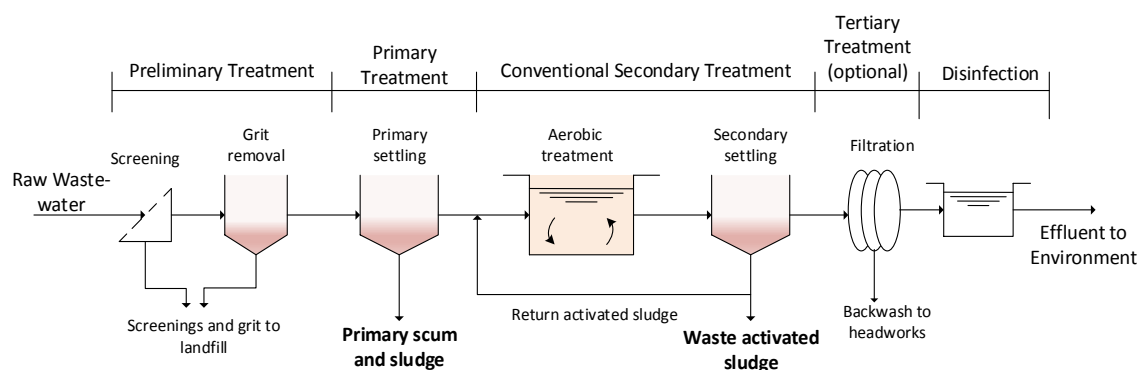 Preliminary Treatment
Primary
Treatment
Conventional Secondary Treatment
Tertiary
Treatment
(optional)
Disinfection
Screening
Grit
removal
Primary
settling
Aerobic
treatment
Secondary
settling
Filtration
Raw Waste-
water
Effluent to
Environment
Screenings and grit to
landfill
Primary scum
and sludge
Return activated sludge
Waste activated
sludge
Backwash to
headworks